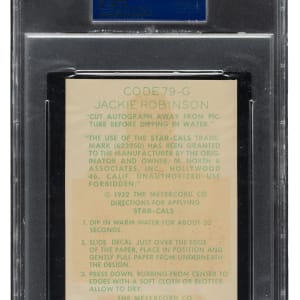 CODE 79-G
JACKIE ROBINSON
"CUT AUTOGRAPH AWAY FROM PIC-
TURE BEFORE DIPPING IN WATER."
"THE USE OF THE STAR-CALS TRADE
MARK (623950) HAS BEEN GRANTED
TO THE MANUFACTURER BY THE ORIG-
INATOR AND OWNER: M. NORTH &
ASSOCIATES, INC., HOLLYWOOD
46, CALIF. UNAUTHORIZED USE
FORBIDDEN."
© 1952 THE MEYERCORD CO
DIRECTIONS FOR APPLYING
STAR-CALS
1. DIP IN WARM WATER FOR ABOUT 20
SECONDS.
2. SLIDE DECAL JUST OVER THE EDGE
OF THE PAPER, PLACE IN POSITION AND
GENTLY PULL PAPER FROM UNDERNEATH
THE DESIGN.
3. PRESS DOWN, RUBBING FROM CENTER TO
EDGES WITH A SOFT CLOTH OR BLOTTER
ALLOW TO DRY.
THE MEYERCORD CO